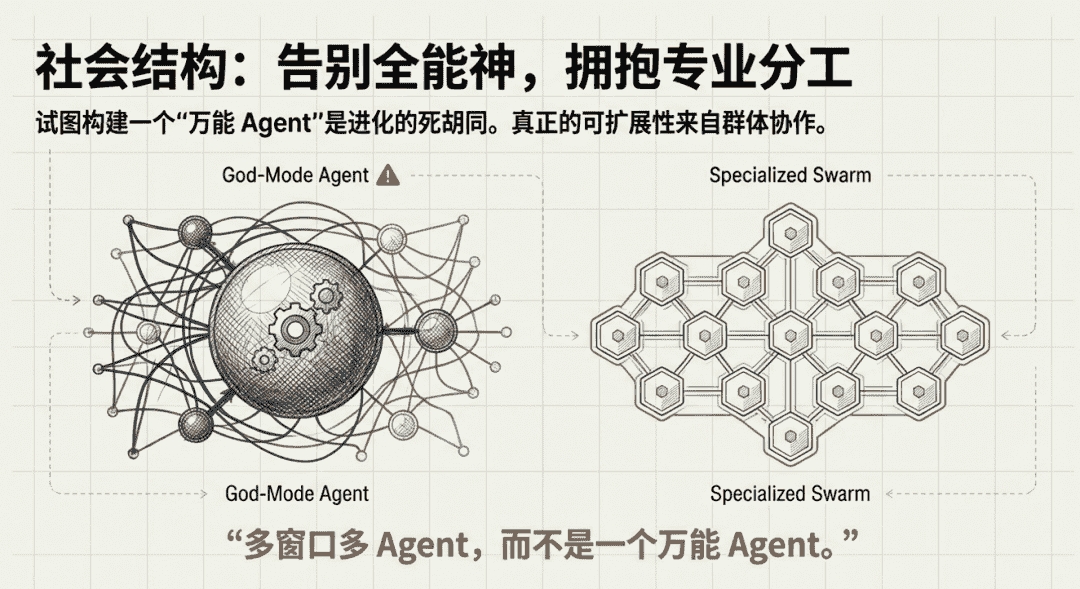 社会结构：告别全能神，拥抱专业分工
试图构建一个“万能 Agent”是进化的死胡同。真正的可扩展性来自群体协作。
God-Mode Agent
Specialized Swarm
God-Mode Agent
Specialized Swarm
“多窗口多 Agent，而不是一个万能 Agent。”